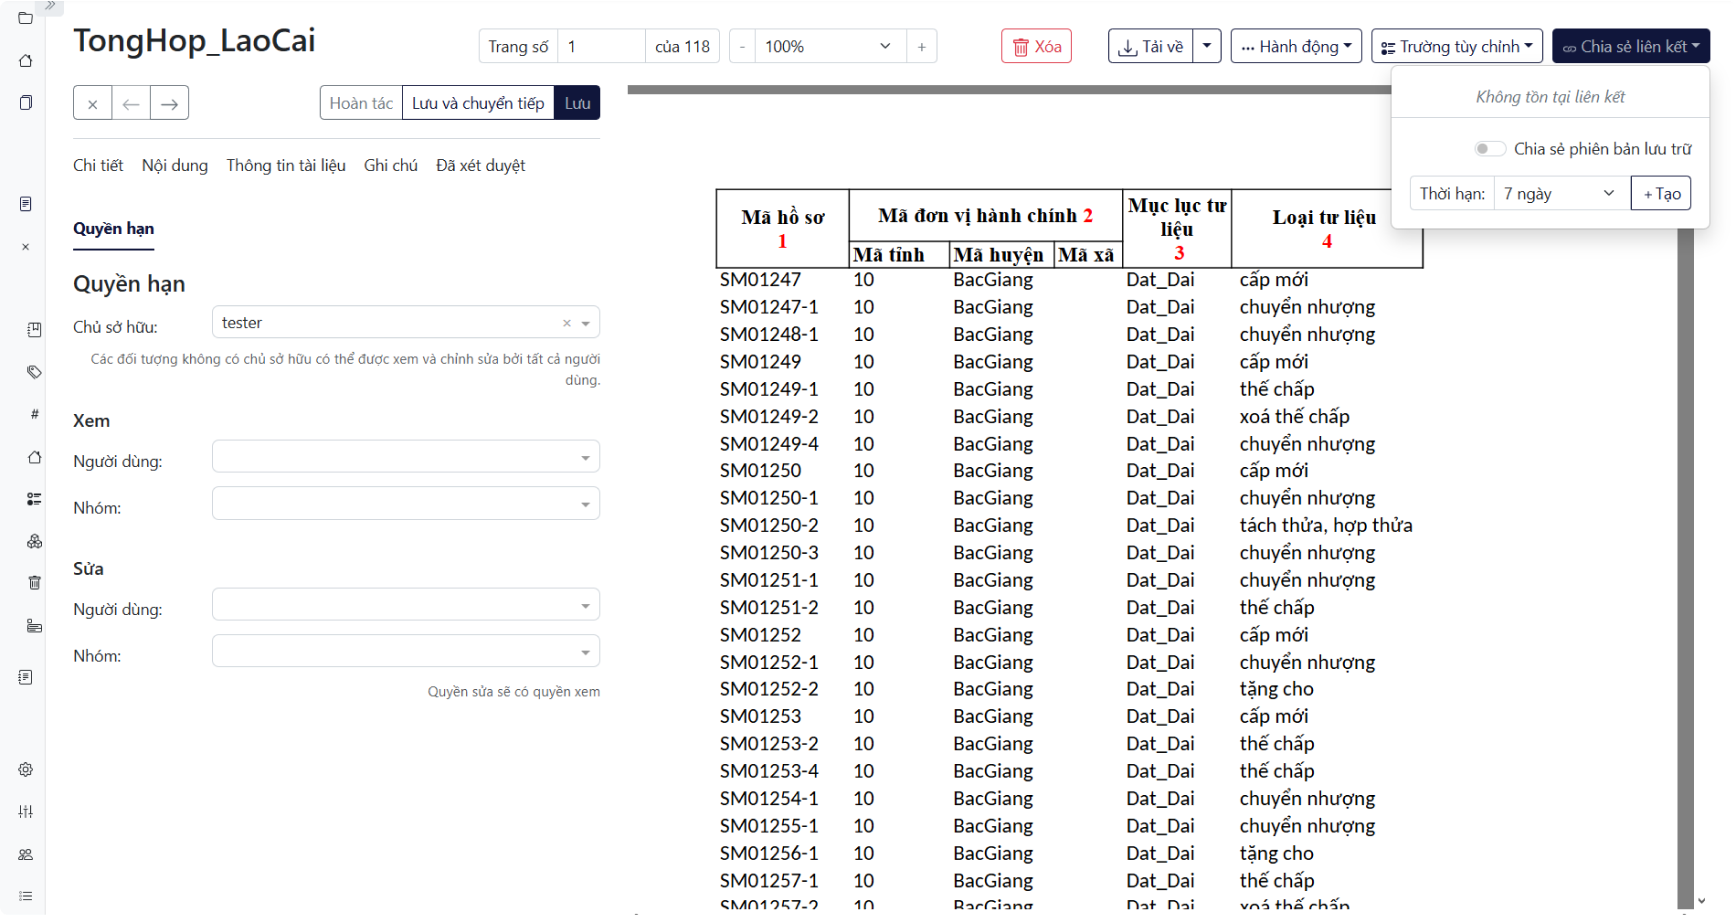 TongHop_LaoCai
Trang số 1 của 118 - 100% +
Xóa
Tải về
Hành động
Trường tùy chỉnh
Chia sẻ liên kết
Không tồn tại liên kết
Chia sẻ phiên bản lưu trữ
Thời hạn: 7 ngày +Tạo
Hoàn tác Lưu và chuyển tiếp Lưu
Chi tiết Nội dung Thông tin tài liệu Ghi chú Đã xét duyệt
Quyền hạn
Quyền hạn
Chủ sở hữu: tester
Các đối tượng không có chủ sở hữu có thể được xem và chỉnh sửa bởi tất cả người
dùng.
Xem
Người dùng:
Nhóm:
Sửa
Người dùng:
Nhóm:
Quyền sửa sẽ có quyền xem
Mã hồ sơ 1 Mã đơn vị hành chính 2 Mục lục tư liệu 3 Loại tư liệu 4
Mã tỉnh Mã huyện Mã xã
SM01247 10 BacGiang Dat_Dai cấp mới
SM01247-1 10 BacGiang Dat_Dai chuyển nhượng
SM01248-1 10 BacGiang Dat_Dai chuyển nhượng
SM01249 10 BacGiang Dat_Dai cấp mới
SM01249-1 10 BacGiang Dat_Dai thế chấp
SM01249-2 10 BacGiang Dat_Dai xoá thế chấp
SM01249-4 10 BacGiang Dat_Dai chuyển nhượng
SM01250 10 BacGiang Dat_Dai cấp mới
SM01250-1 10 BacGiang Dat_Dai chuyển nhượng
SM01250-2 10 BacGiang Dat_Dai tách thửa, hợp thửa
SM01250-3 10 BacGiang Dat_Dai chuyển nhượng
SM01251-1 10 BacGiang Dat_Dai chuyển nhượng
SM01251-2 10 BacGiang Dat_Dai thế chấp
SM01252 10 BacGiang Dat_Dai cấp mới
SM01252-1 10 BacGiang Dat_Dai chuyển nhượng
SM01252-2 10 BacGiang Dat_Dai tặng cho
SM01253 10 BacGiang Dat_Dai cấp mới
SM01253-2 10 BacGiang Dat_Dai thế chấp
SM01253-4 10 BacGiang Dat_Dai thế chấp
SM01254-1 10 BacGiang Dat_Dai chuyển nhượng
SM01255-1 10 BacGiang Dat_Dai chuyển nhượng
SM01256-1 10 BacGiang Dat_Dai tặng cho
SM01257-1 10 BacGiang Dat_Dai thế chấp
SM01257-2 10 BacGiang Dat_Dai xoá thế chấp